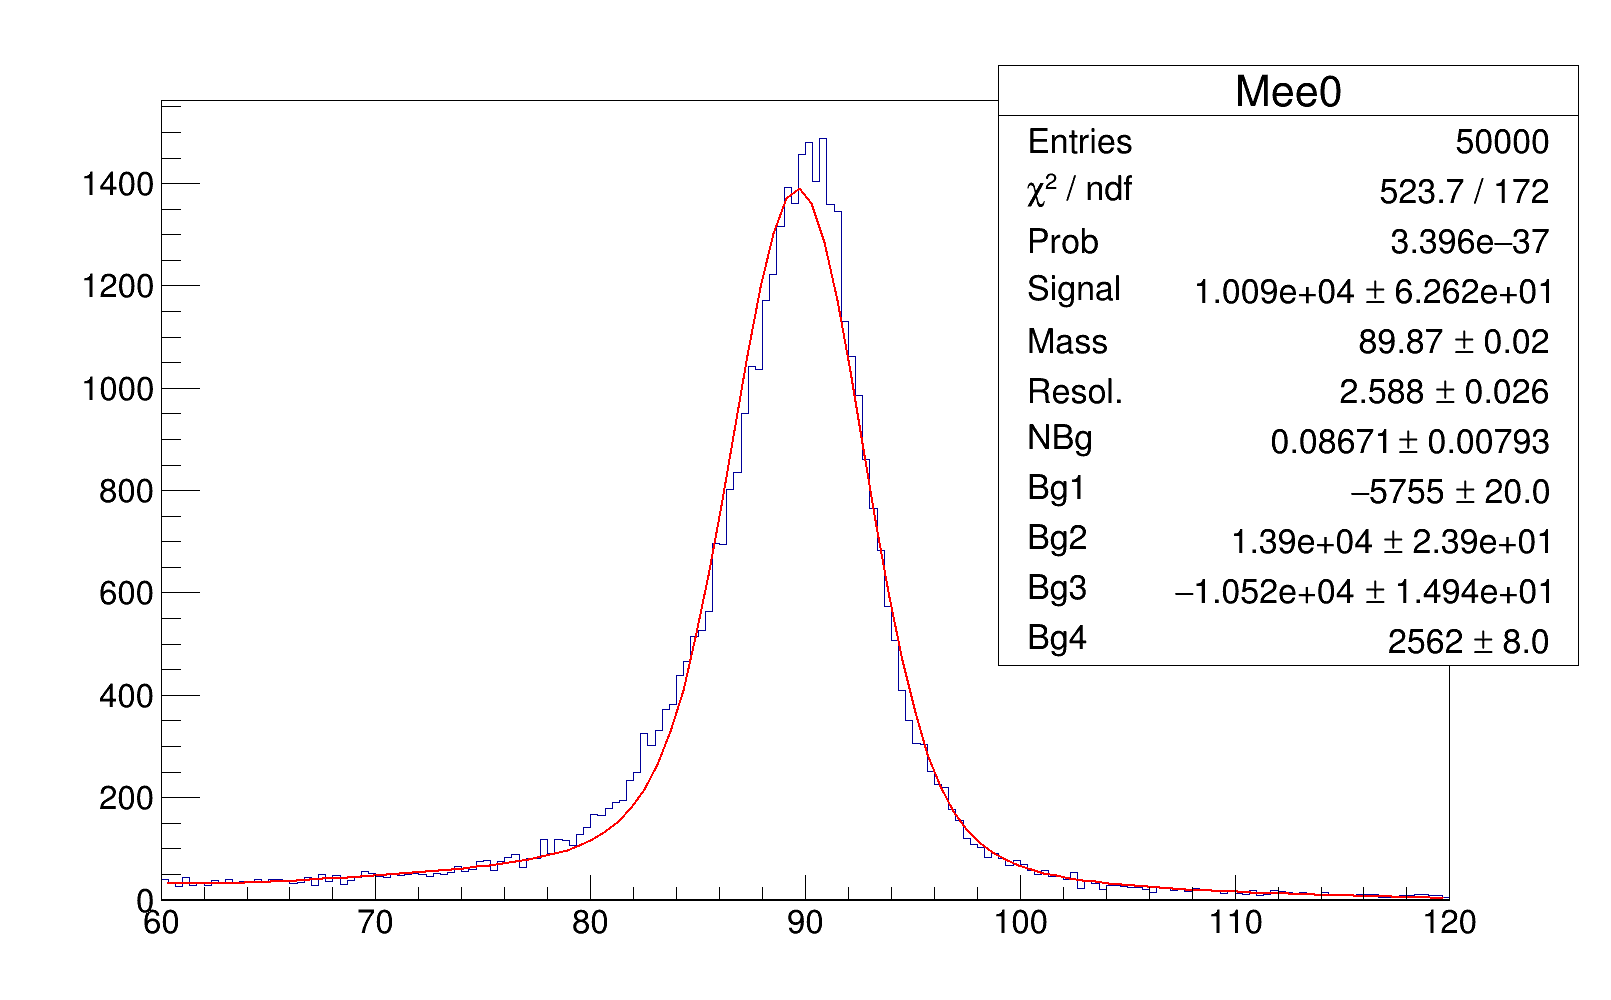 Mee0
Entries 50000
χ² / ndf 523.7 / 172
Prob 3.396e−37
Signal 1.009e+04 ± 6.262e+01
Mass 89.87 ± 0.02
Resol. 2.588 ± 0.026
NBg 0.08671 ± 0.00793
Bg1 −5755 ± 20.0
Bg2 1.39e+04 ± 2.39e+01
Bg3 −1.052e+04 ± 1.494e+01
Bg4 2562 ± 8.0
1400
1200
1000
800
600
400
200
0
60 70 80 90 100 110 120